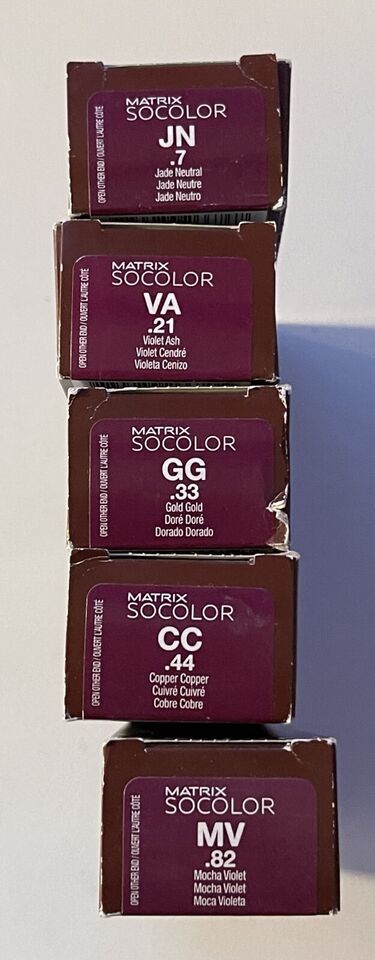 MATRIX
SOCOLOR
JN
.7
Jade Neutral
Jade Neutre
Jade Neutro
OPEN OTHER END / OUVERT L'AUTRE CÔTÉ
MATRIX
SOCOLOR
VA
.21
Violet Ash
Violet Cendré
Violeta Cenizo
OPEN OTHER END / OUVERT L'AUTRE CÔTÉ
MATRIX
SOCOLOR
GG
.33
Gold Gold
Doré Doré
Dorado Dorado
OPEN OTHER END / OUVERT L'AUTRE CÔTÉ
MATRIX
SOCOLOR
CC
.44
Copper Copper
Cuivré Cuivré
Cobre Cobre
OPEN OTHER END / OUVERT L'AUTRE CÔTÉ
MATRIX
SOCOLOR
MV
.82
Mocha Violet
Mocha Violet
Moca Violeta
OPEN OTHER END / OUVERT L'AUTRE CÔTÉ